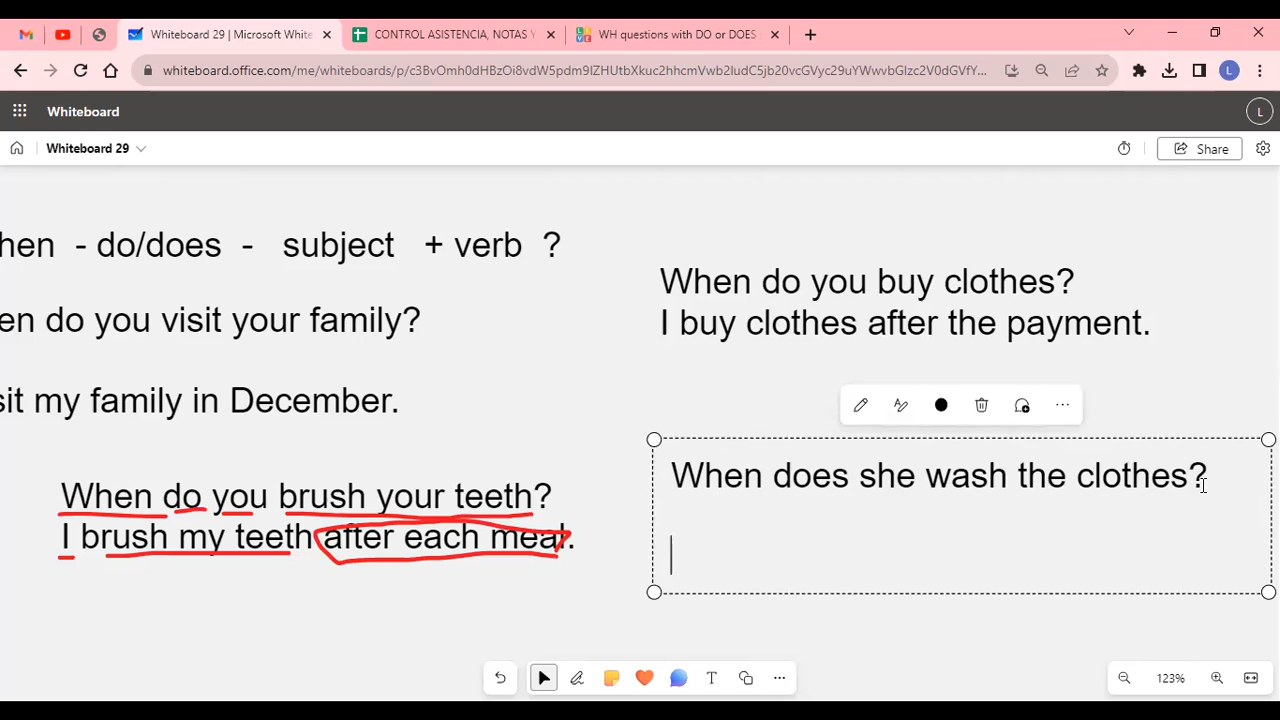 Whiteboard 29 | Microsoft White
CONTROL ASISTENCIA, NOTAS Y
WH questions with DO or DOES
L
Whiteboard
L
Whiteboard 29
Share
hen - do/does - subject + verb ?
en do you visit your family?
sit my family in December.
When do you brush your teeth?
I brush my teeth after each meal.
When do you buy clothes?
I buy clothes after the payment.
When does she wash the clothes?
T
123%